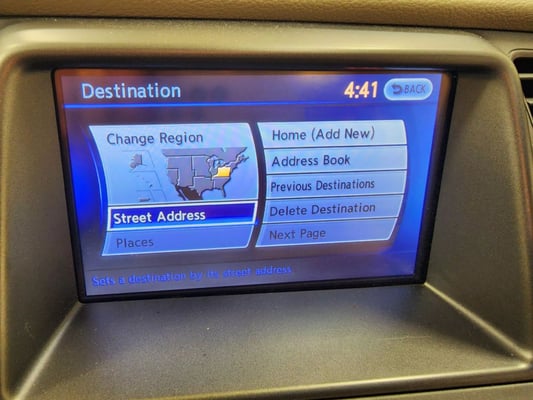 Destination
4:41
BACK
Change Region
Street Address
Places
Home (Add New)
Address Book
Previous Destinations
Delete Destination
Next Page
Sets a destination by its street address.